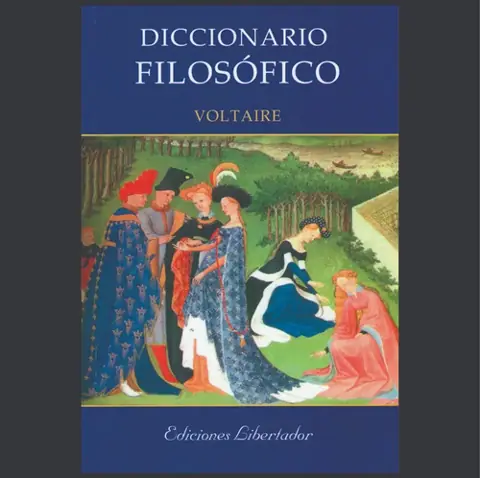 DICCIONARIO
FILOSÓFICO
VOLTAIRE
Ediciones Libertador